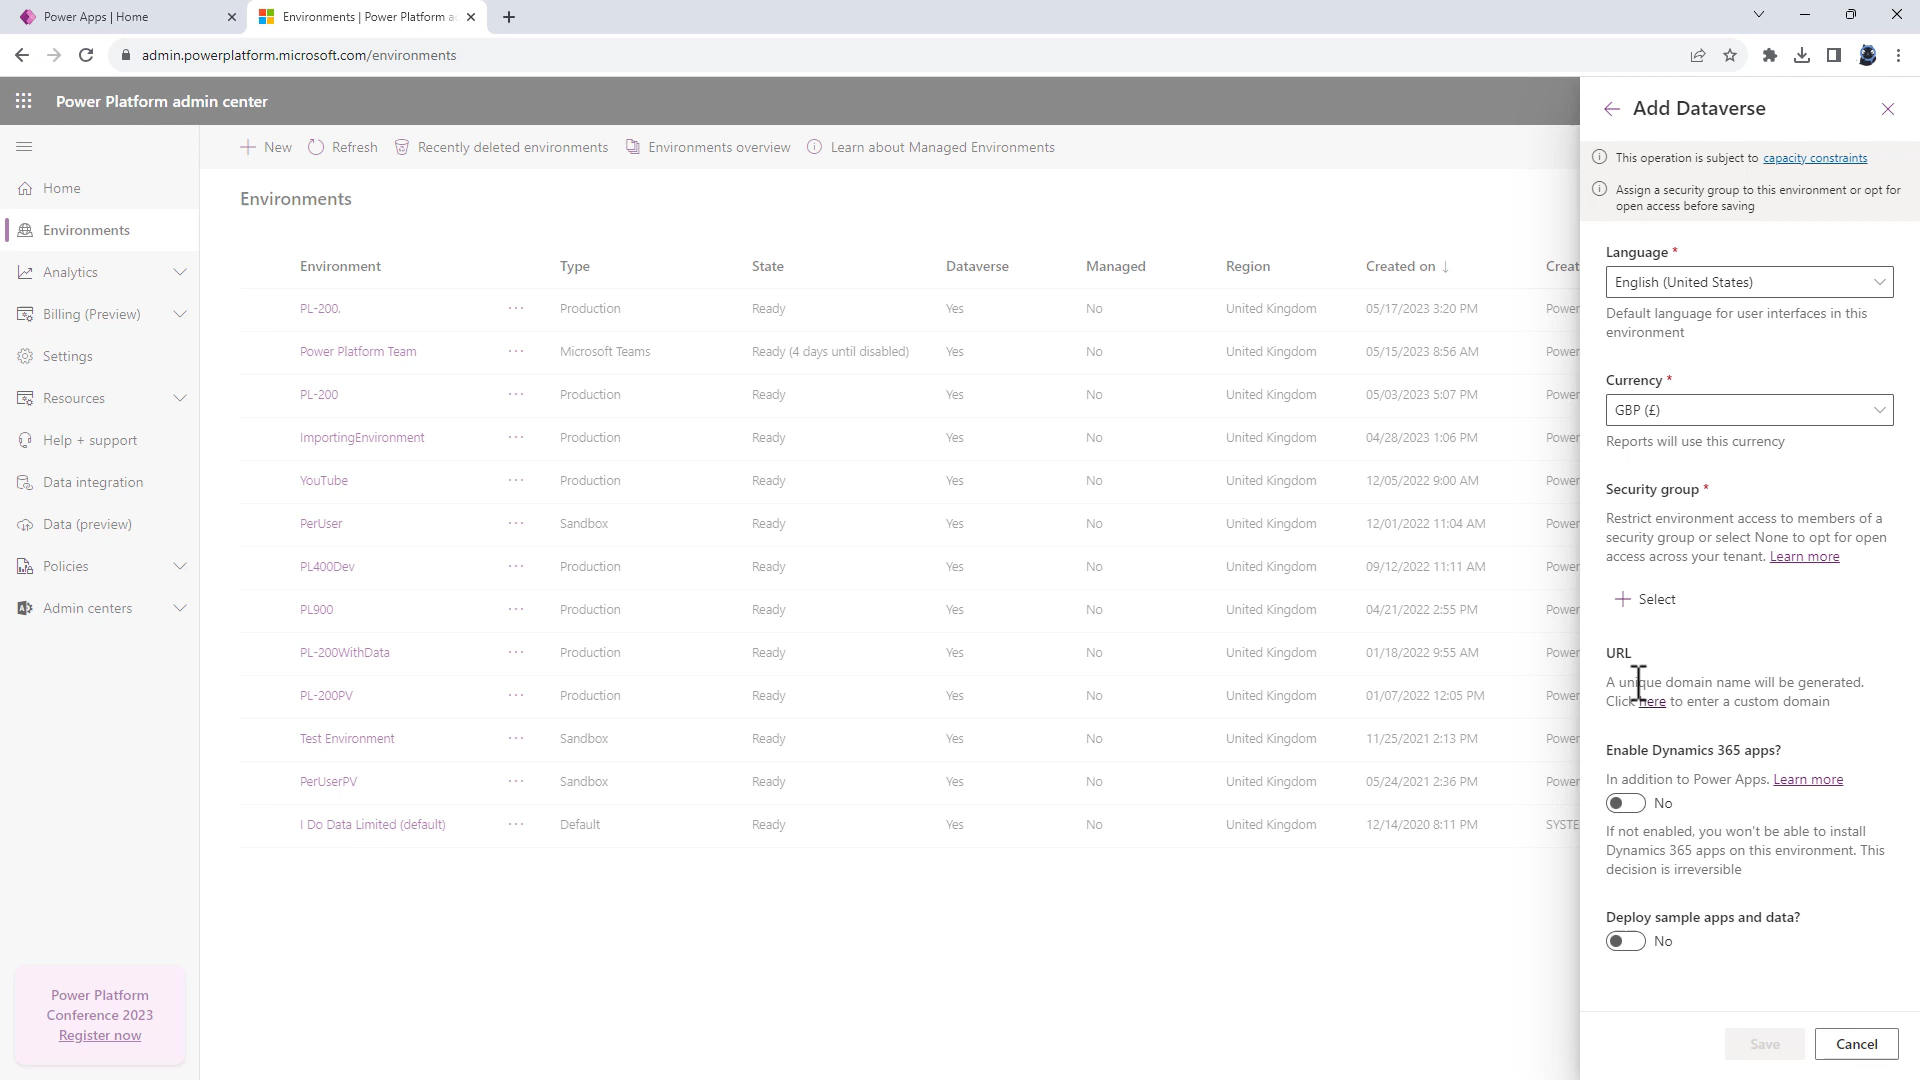 Power Apps | Home
Environments | Power Platform a
admin.powerplatform.microsoft.com/environments
Power Platform admin center
Home
Environments
Analytics
Billing (Preview)
Settings
Resources
Help + support
Data integration
Data (preview)
Policies
Admin centers
Power Platform
Conference 2023
Register now
New Refresh Recently deleted environments Environments overview Learn about Managed Environments
Environments
Environment Type State Dataverse Managed Region Created on ↓ Creat
PL-200. ··· Production Ready Yes No United Kingdom 05/17/2023 3:20 PM Power
Power Platform Team ··· Microsoft Teams Ready (4 days until disabled) Yes No United Kingdom 05/15/2023 8:56 AM Power
PL-200 ··· Production Ready Yes No United Kingdom 05/03/2023 5:07 PM Power
ImportingEnvironment ··· Production Ready Yes No United Kingdom 04/28/2023 1:06 PM Power
YouTube ··· Production Ready Yes No United Kingdom 12/05/2022 9:00 AM Power
PerUser ··· Sandbox Ready Yes No United Kingdom 12/01/2022 11:04 AM Power
PL400Dev ··· Production Ready Yes No United Kingdom 09/12/2022 11:11 AM Power
PL900 ··· Production Ready Yes No United Kingdom 04/21/2022 2:55 PM Power
PL-200WithData ··· Production Ready Yes No United Kingdom 01/18/2022 9:55 AM Power
PL-200PV ··· Production Ready Yes No United Kingdom 01/07/2022 12:05 PM Power
Test Environment ··· Sandbox Ready Yes No United Kingdom 11/25/2021 2:13 PM Power
PerUserPV ··· Sandbox Ready Yes No United Kingdom 05/24/2021 2:36 PM Power
I Do Data Limited (default) ··· Default Ready Yes No United Kingdom 12/14/2020 8:11 PM SYSTE
Add Dataverse
This operation is subject to capacity constraints
Assign a security group to this environment or opt for
open access before saving
Language *
English (United States)
Default language for user interfaces in this
environment
Currency *
GBP (£)
Reports will use this currency
Security group *
Restrict environment access to members of a
security group or select None to opt for open
access across your tenant. Learn more
Select
URL
A unique domain name will be generated.
Click here to enter a custom domain
Enable Dynamics 365 apps?
In addition to Power Apps. Learn more
No
If not enabled, you won't be able to install
Dynamics 365 apps on this environment. This
decision is irreversible
Deploy sample apps and data?
No
Save Cancel